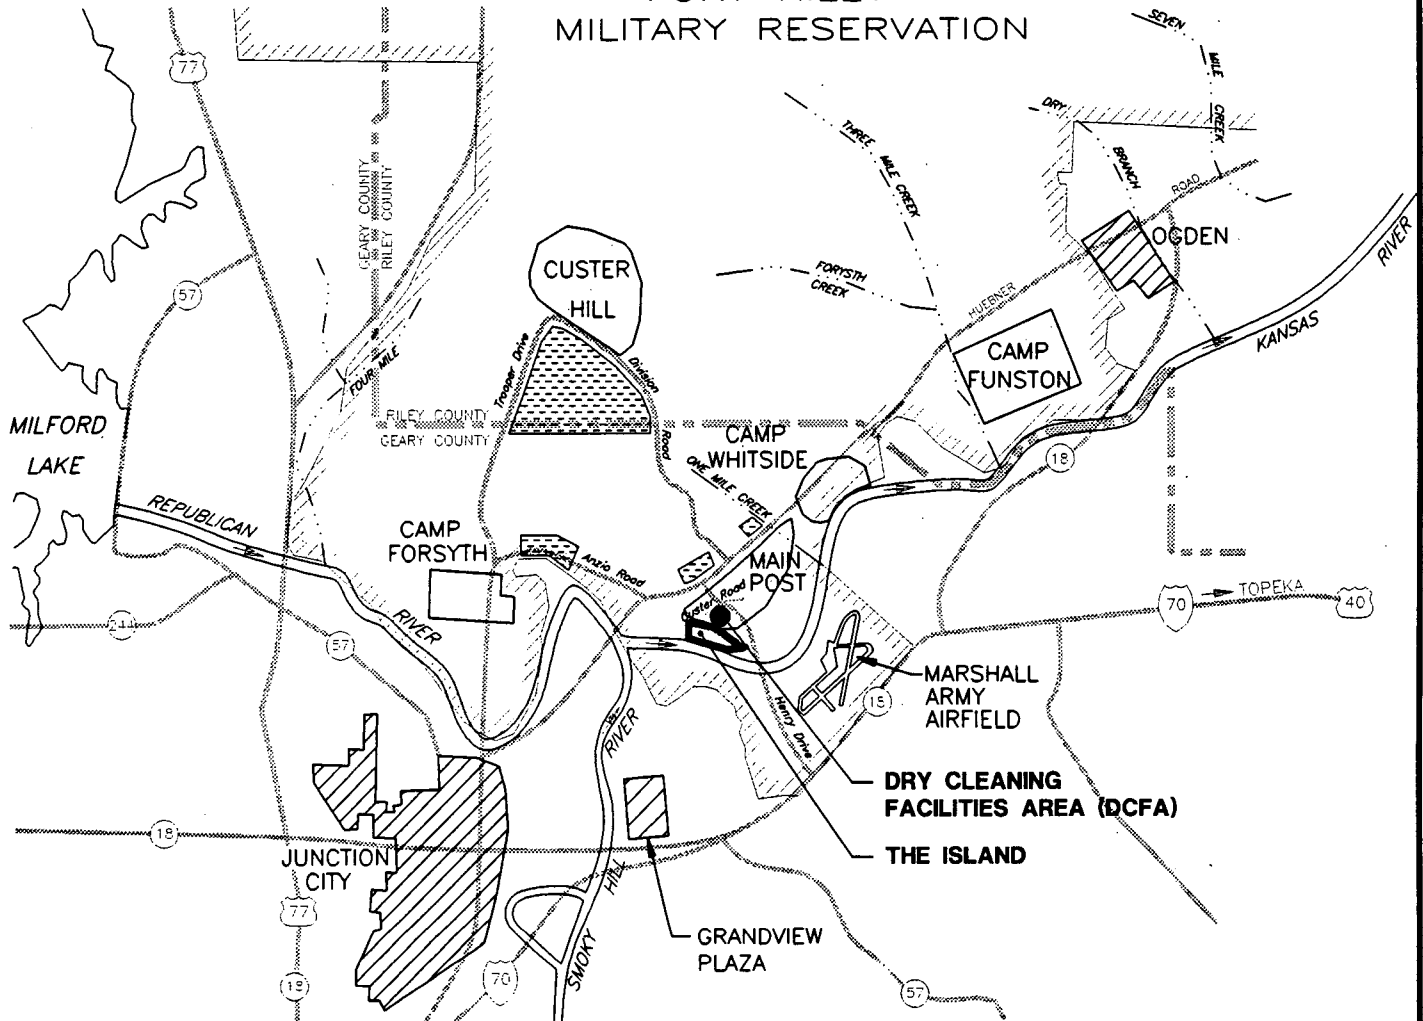 MILITARY RESERVATION
SEVEN
MILE
CREEK
77
DRY
BRANCH
THREE
MILE CREEK
ROAD
GEARY COUNTY
RILEY COUNTY
OGDEN
RIVER
CUSTER
HILL
FORYSTH
CREEK
57
HUEBNER
KANSAS
Trooper Drive
Division
Road
CAMP
FUNSTON
FOUR MILE
RILEY COUNTY
GEARY COUNTY
MILFORD
LAKE
CAMP
WHITSIDE
18
ONE MILE CREEK
REPUBLICAN
CAMP
FORSYTH
Anzio Road
MAIN
POST
Custer Road
70
TOPEKA
40
244
RIVER
57
MARSHALL
ARMY
AIRFIELD
18
Henry Drive
RIVER
DRY CLEANING
FACILITIES AREA (DCFA)
18
THE ISLAND
JUNCTION
CITY
HILL
77
GRANDVIEW
PLAZA
SMOKY
70
18
57